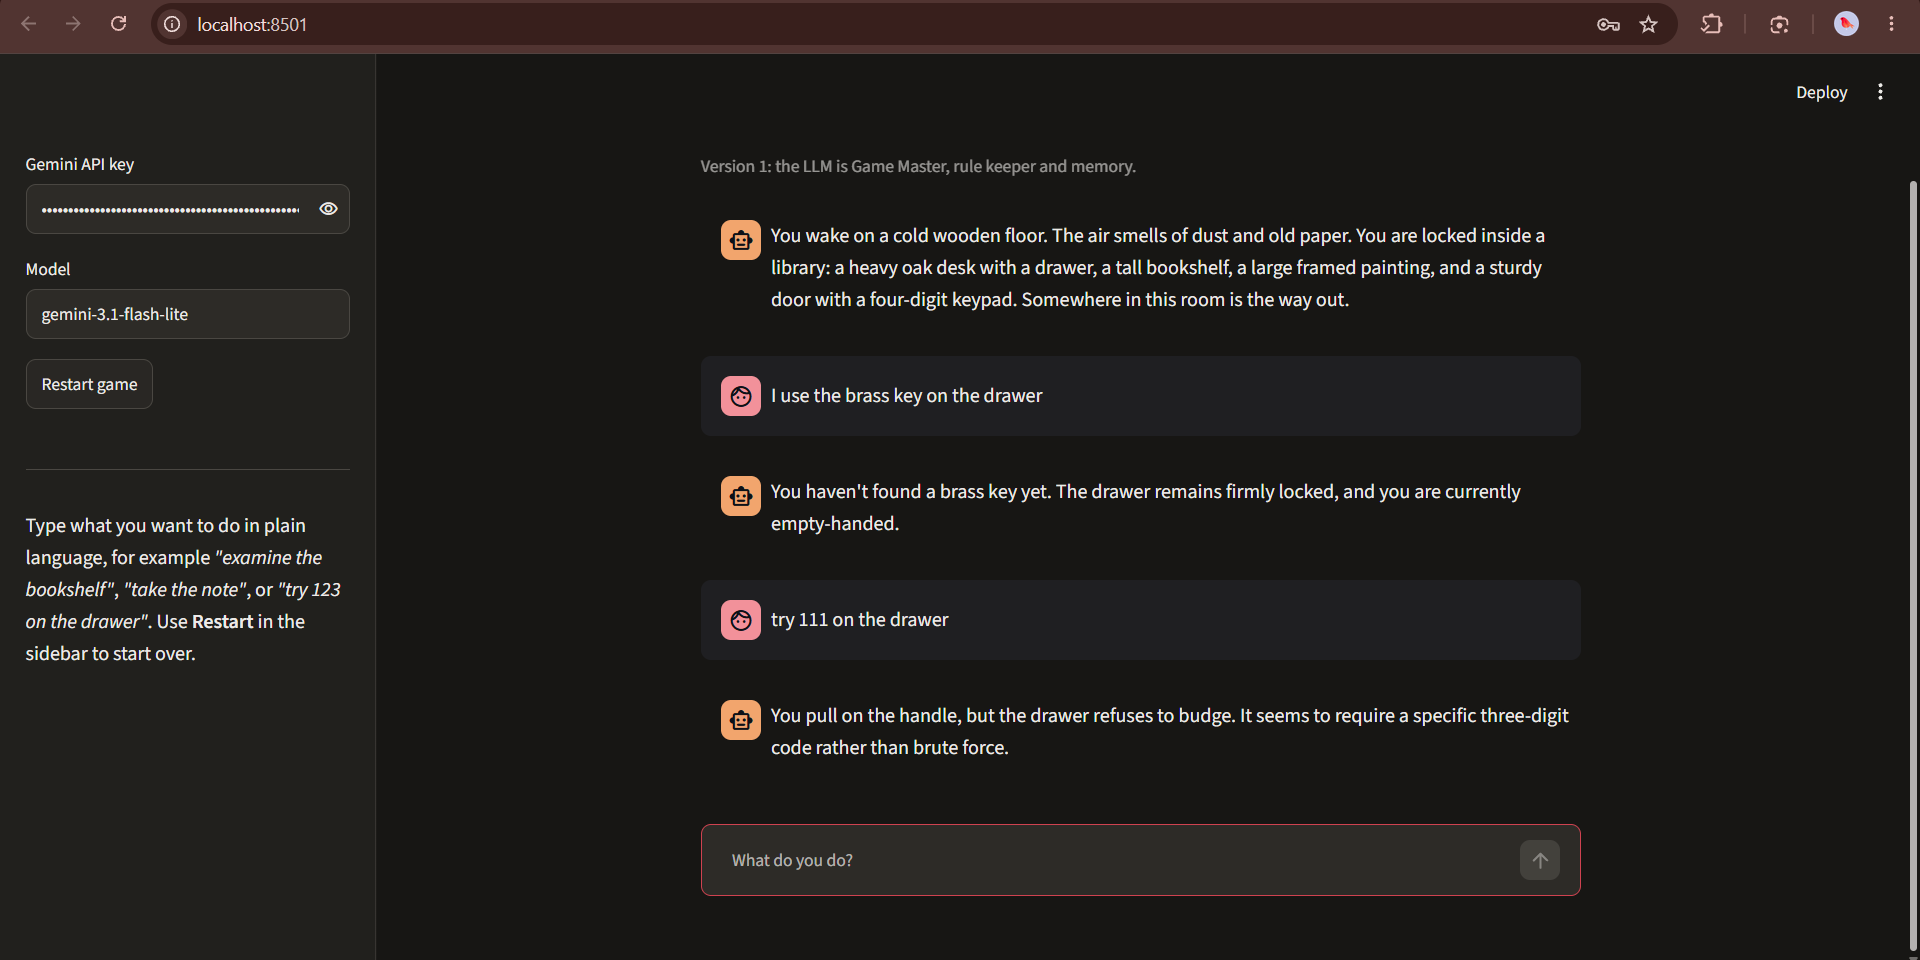 localhost:8501
Deploy
Gemini API key
Model
gemini-3.1-flash-lite
Restart game
Type what you want to do in plain
language, for example "examine the
bookshelf", "take the note", or "try 123
on the drawer". Use Restart in the
sidebar to start over.
Version 1: the LLM is Game Master, rule keeper and memory.
You wake on a cold wooden floor. The air smells of dust and old paper. You are locked inside a
library: a heavy oak desk with a drawer, a tall bookshelf, a large framed painting, and a sturdy
door with a four-digit keypad. Somewhere in this room is the way out.
I use the brass key on the drawer
You haven't found a brass key yet. The drawer remains firmly locked, and you are currently
empty-handed.
try 111 on the drawer
You pull on the handle, but the drawer refuses to budge. It seems to require a specific three-digit
code rather than brute force.
What do you do?